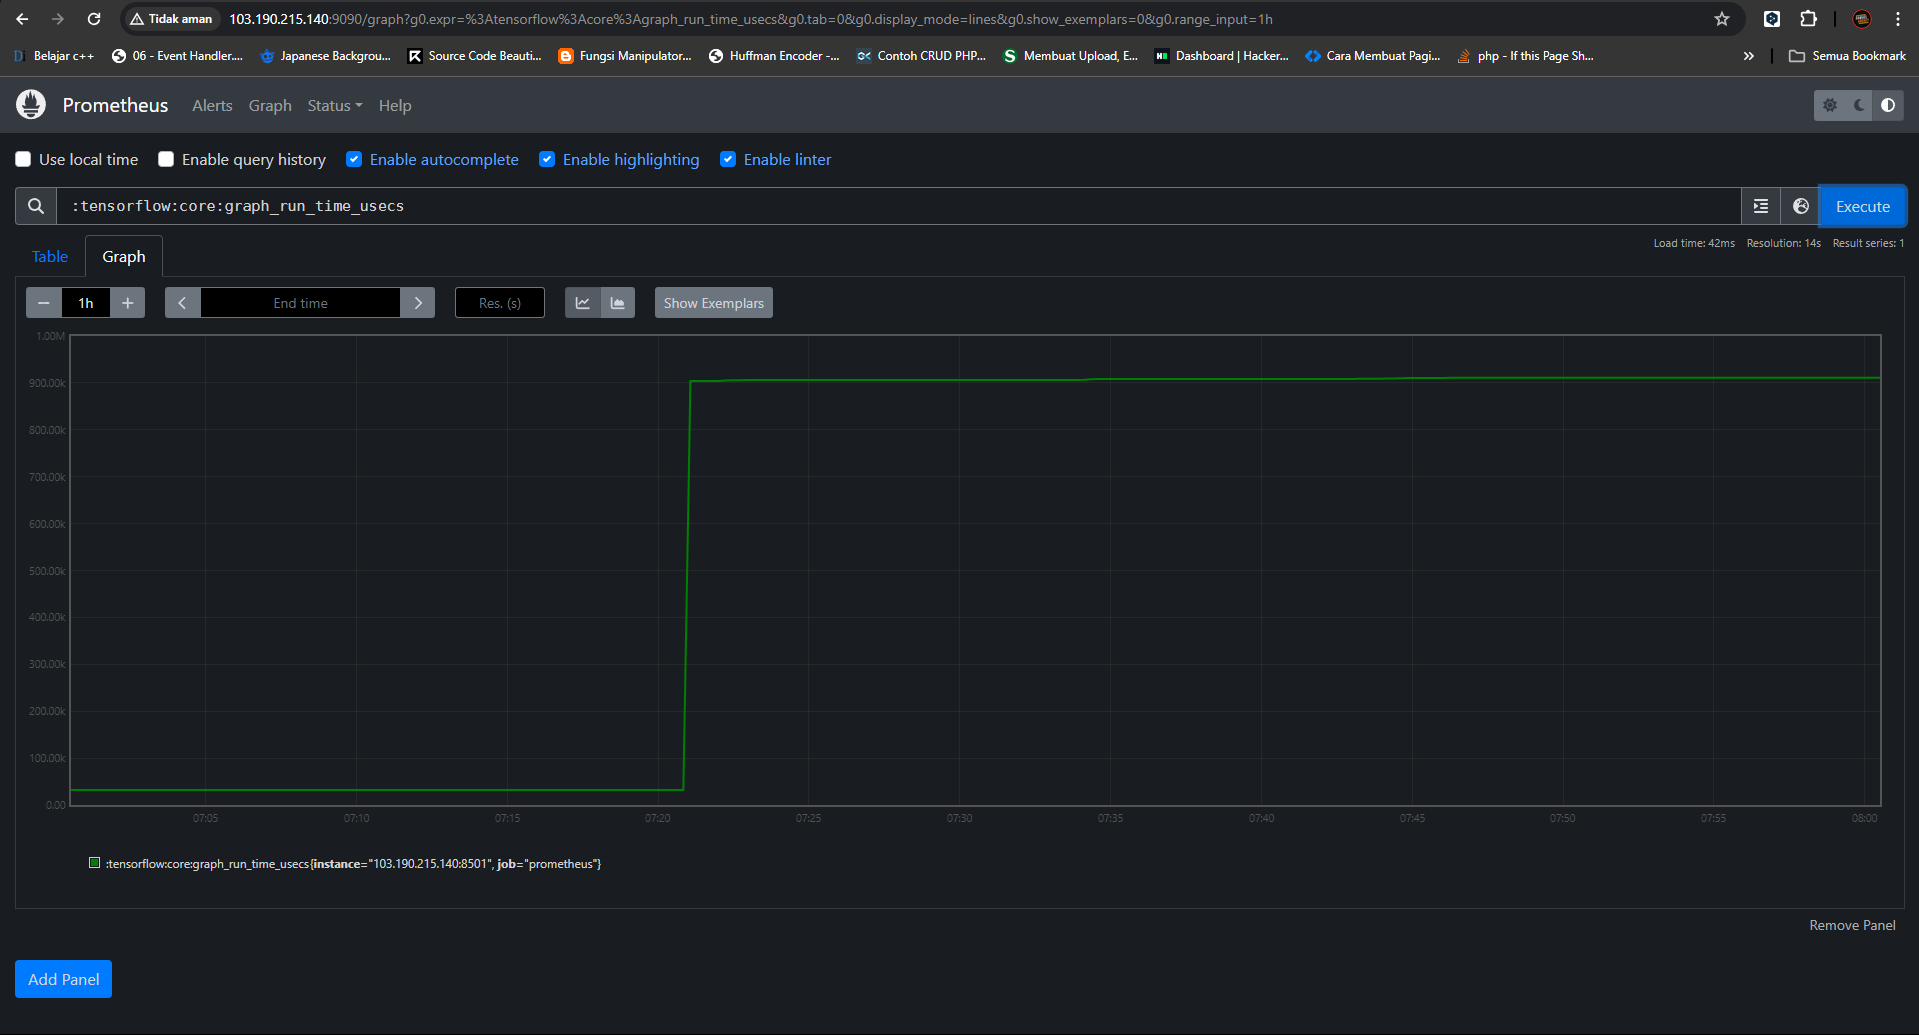 Tidak aman 103.190.215.140:9090/graph?g0.expr=%3Atensorflow%3Acore%3Agraph_run_time_usecs&g0.tab=0&g0.display_mode=lines&g0.show_exemplars=0&g0.range_input=1h
Belajar c++ 06 - Event Handler.... Japanese Backgrou... Source Code Beauti... Fungsi Manipulator... Huffman Encoder -... Contoh CRUD PHP... Membuat Upload, E... Dashboard | Hacker... Cara Membuat Pagi... php - If this Page Sh... » Semua Bookmark
Prometheus Alerts Graph Status Help
Use local time Enable query history Enable autocomplete Enable highlighting Enable linter
:tensorflow:core:graph_run_time_usecs Execute
Load time: 42ms Resolution: 14s Result series: 1
Table Graph
− 1h + End time Res. (s) Show Exemplars
1.00M
900.00k
800.00k
700.00k
600.00k
500.00k
400.00k
300.00k
200.00k
100.00k
0.00
07:05 07:10 07:15 07:20 07:25 07:30 07:35 07:40 07:45 07:50 07:55 08:00
:tensorflow:core:graph_run_time_usecs{instance="103.190.215.140:8501", job="prometheus"}
Remove Panel
Add Panel